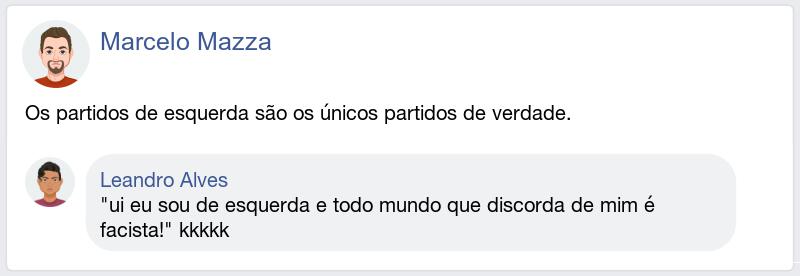 Marcelo Mazza
Os partidos de esquerda são os únicos partidos de verdade.
Leandro Alves
"ui eu sou de esquerda e todo mundo que discorda de mim é
facista!" kkkkk